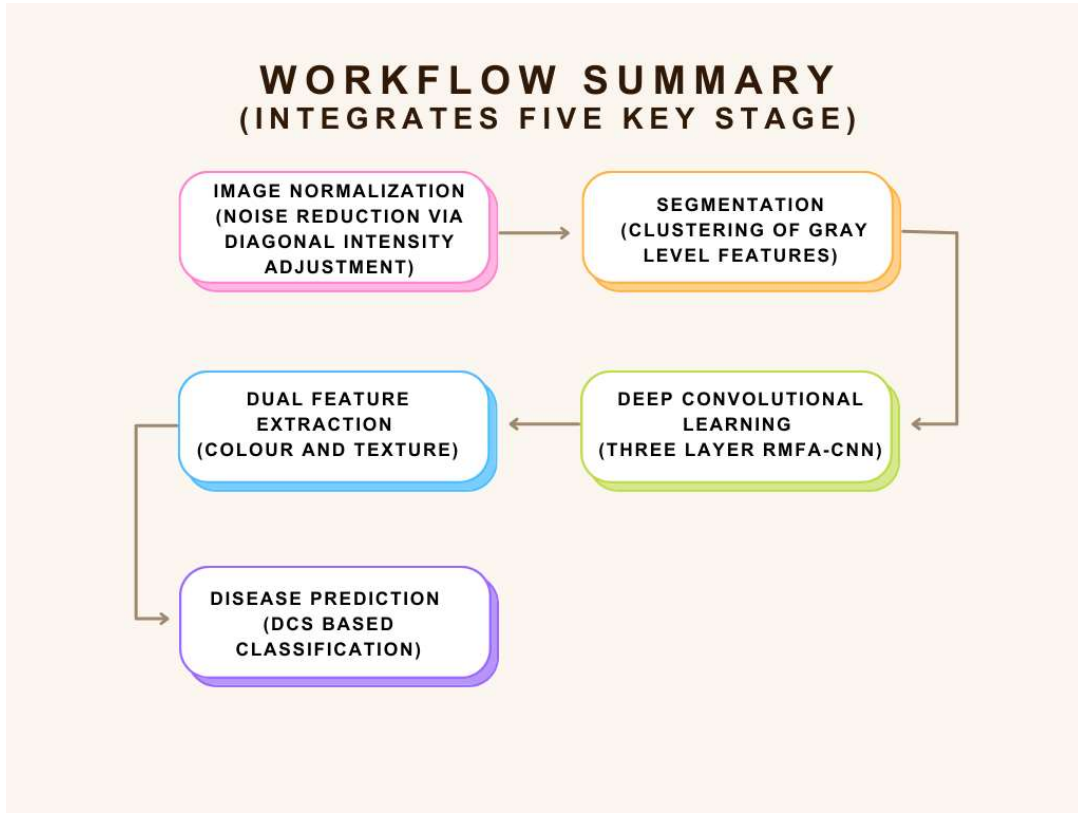 WORKFLOW SUMMARY
(INTEGRATES FIVE KEY STAGE)
IMAGE NORMALIZATION
(NOISE REDUCTION VIA
DIAGONAL INTENSITY
ADJUSTMENT)
SEGMENTATION
(CLUSTERING OF GRAY
LEVEL FEATURES)
DEEP CONVOLUTIONAL
LEARNING
(THREE LAYER RMFA-CNN)
DUAL FEATURE
EXTRACTION
(COLOUR AND TEXTURE)
DISEASE PREDICTION
(DCS BASED
CLASSIFICATION)